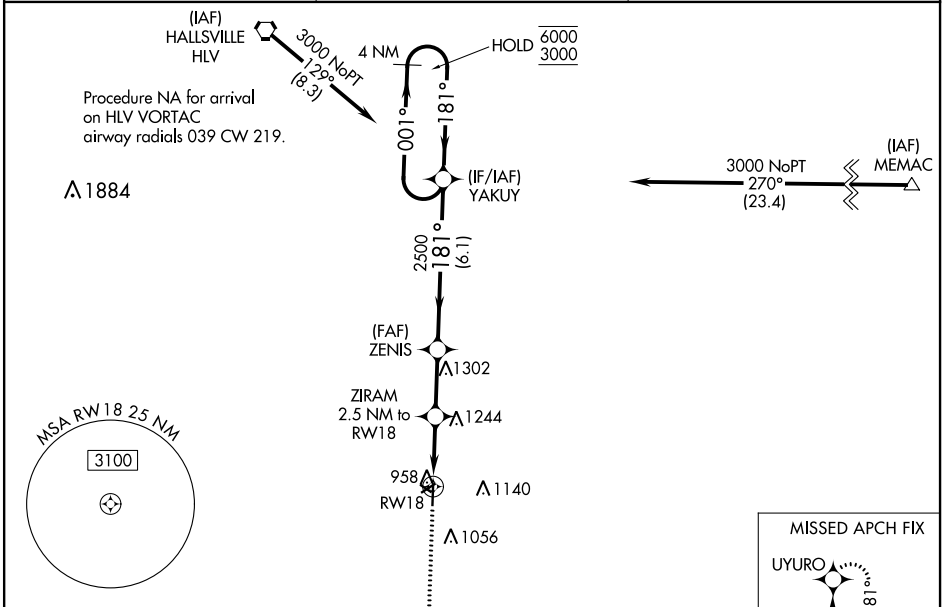 (IAF)
HALLSVILLE
HLV
3000 NoPT
129°
(8.3)
4 NM
HOLD
6000
3000
001°
181°
Procedure NA for arrival
on HLV VORTAC
airway radials 039 CW 219.
1884
(IF/IAF)
YAKUY
3000 NoPT
270°
(23.4)
(IAF)
MEMAC
2500
181°
(6.1)
(FAF)
ZENIS
1302
ZIRAM
2.5 NM to
RW18
1244
MSA RW18 25 NM
3100
958
RW18
1140
1056
MISSED APCH FIX
UYURO